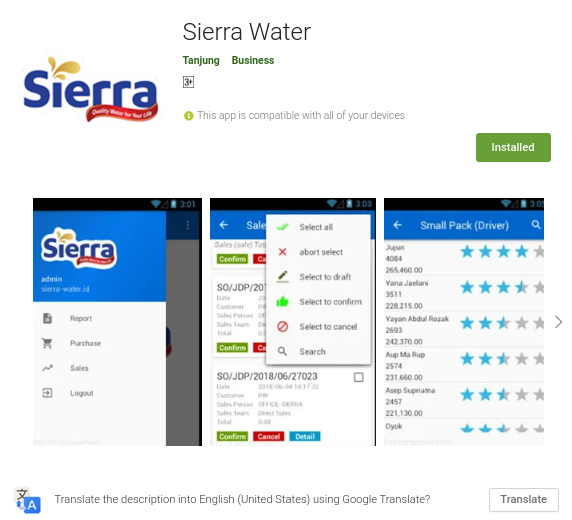 Sierra Water
Tanjung Business
3+
This app is compatible with all of your devices.
Installed
Sierra
Quality Water for Your Life
3:01
Sierra
admin
sierra-water.id
Report
Purchase
Sales
Logout
3:03
Sale
Sales (sale) Tota
Confirm
Select all
abort select
Select to draft
Select to confirm
Select to cancel
Search
SO/JDP/201
Date
Customer
Sales Person
Sales Team
Total
Confirm
SO/JDP/2018/06/27023
Date 2018-06-04 10:17:32
Customer RW
Sales Person OFFICE-SIERRA
Sales Team Direct Sales
Total
Confirm Cancel Detail
3:05
Small Pack (Driver)
Jujun
4084
265,460.00
Yana Jaelani
3511
228,215.00
Yayan Abdul Rozak
2693
242,370.00
Aup Ma Rup
2574
231,660.00
Asep Supriatna
2457
221,130.00
Oyok
Translate the description into English (United States) using Google Translate?
Translate